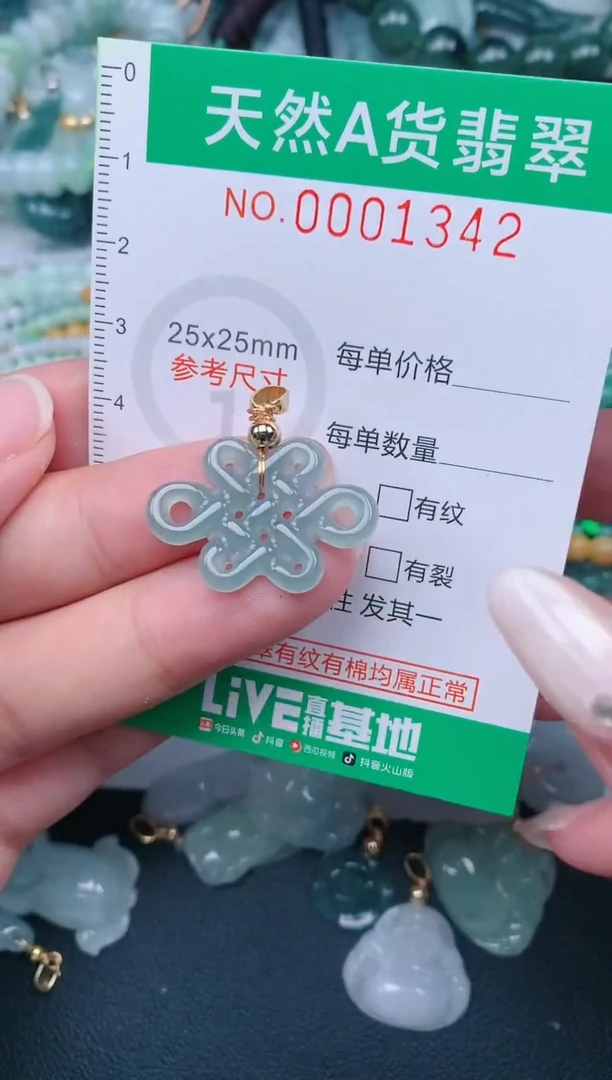 0
天然A货翡翠
1
NO.0001342
2
3
25x25mm
参考尺寸
每单价格
4
每单数量
有纹
有裂
发其一
有纹有棉均属正常
LiVE直播基地
今日头条 抖音 西瓜视频 抖音火山版